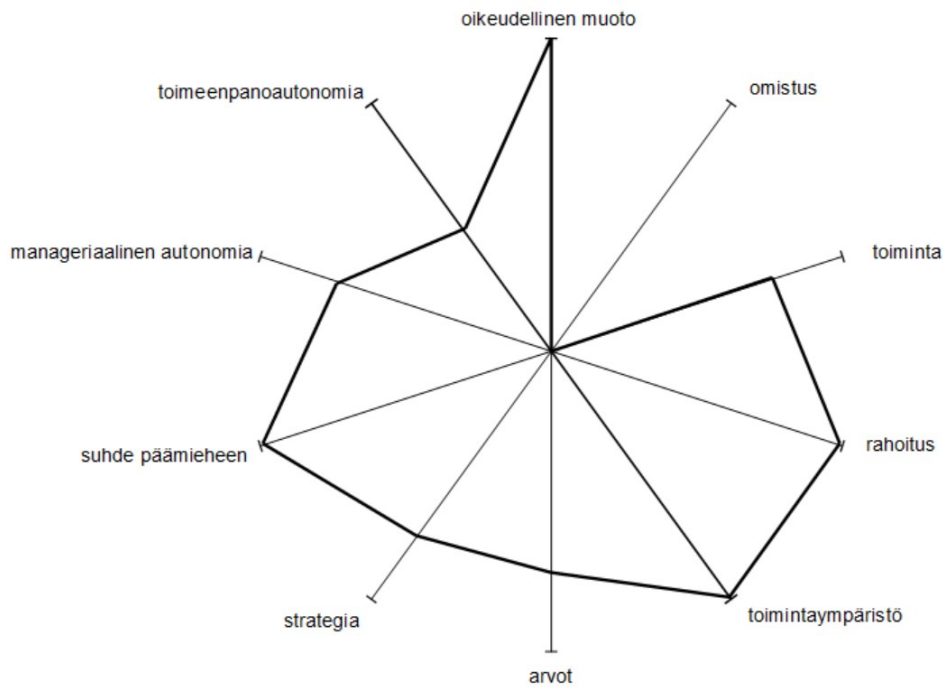 oikeudellinen muoto
toimeenpanoautonomia
omistus
manageriaalinen autonomia
toiminta
suhde päämieheen
rahoitus
strategia
toimintaympäristö
arvot